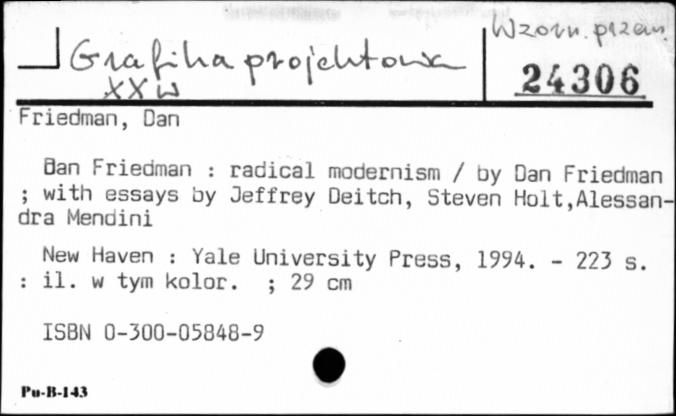 Wzorn. przem.
Grafika projektowa
24306
XX w
Friedman, Dan
Dan Friedman : radical modernism / by Dan Friedman
; with essays by Jeffrey Deitch, Steven Holt,Alessan-
dra Mendini
New Haven : Yale University Press, 1994. - 223 s.
: il. w tym kolor.  ; 29 cm
ISBN 0-300-05848-9
Pu-B-143